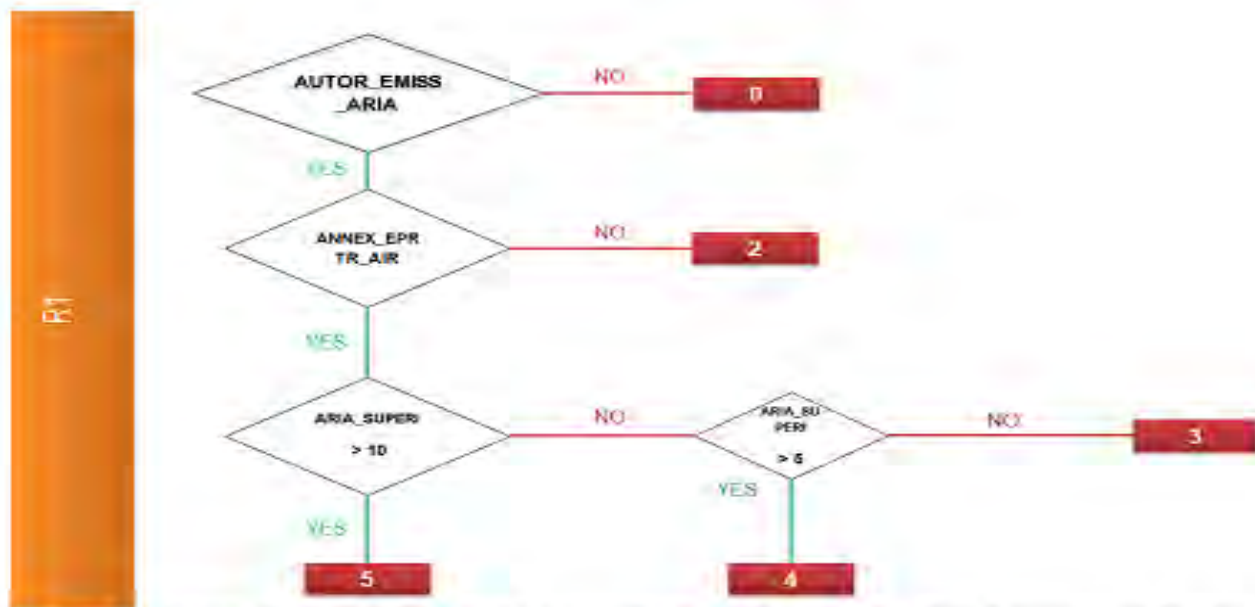 R1
AUTOR_EMISS
_ARIA
NO
0
YES
ANNEX_EPR
TR_AIR
NO
2
YES
ARIA_SUPERI
> 10
NO
ARIA_SU
PERI
> 5
NO
3
YES
YES
5
4